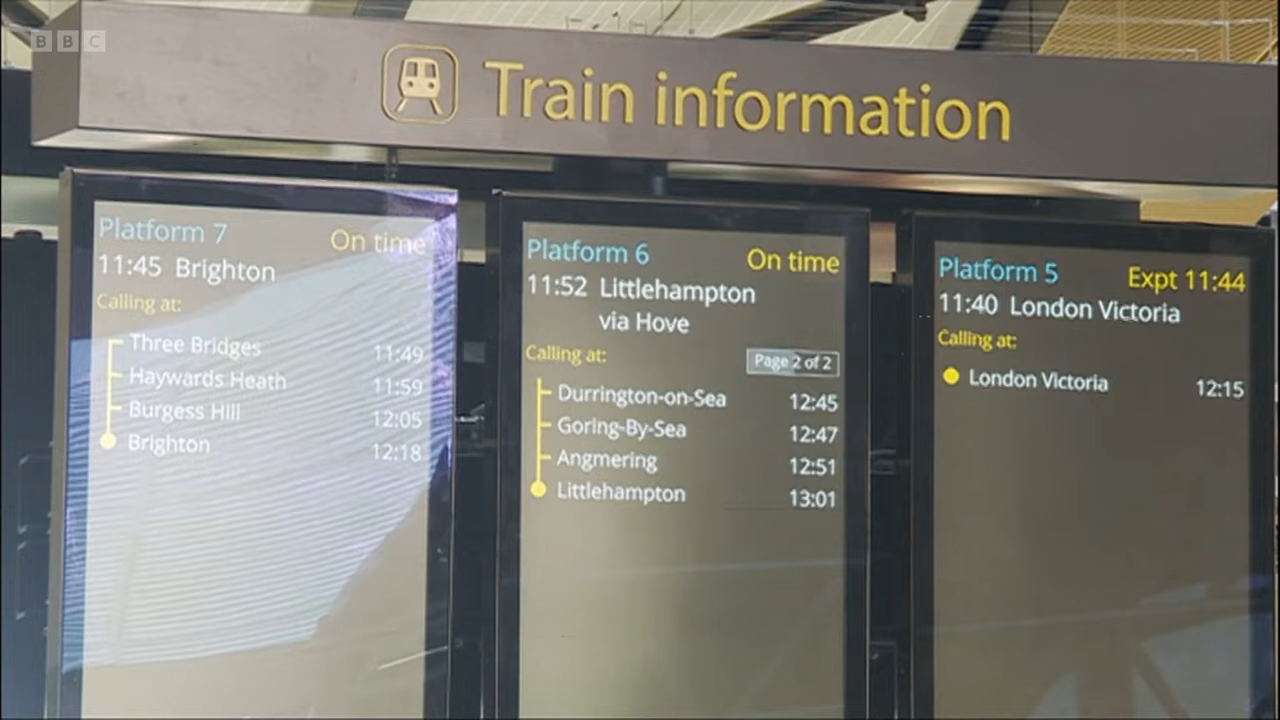 BBC
Train information
Platform 7 On time
11:45 Brighton
Calling at:
Three Bridges 11:49
Haywards Heath 11:59
Burgess Hill 12:05
Brighton 12:18
Platform 6 On time
11:52 Littlehampton
via Hove
Calling at: Page 2 of 2
Durrington-on-Sea 12:45
Goring-By-Sea 12:47
Angmering 12:51
Littlehampton 13:01
Platform 5 Expt 11:44
11:40 London Victoria
Calling at:
London Victoria 12:15